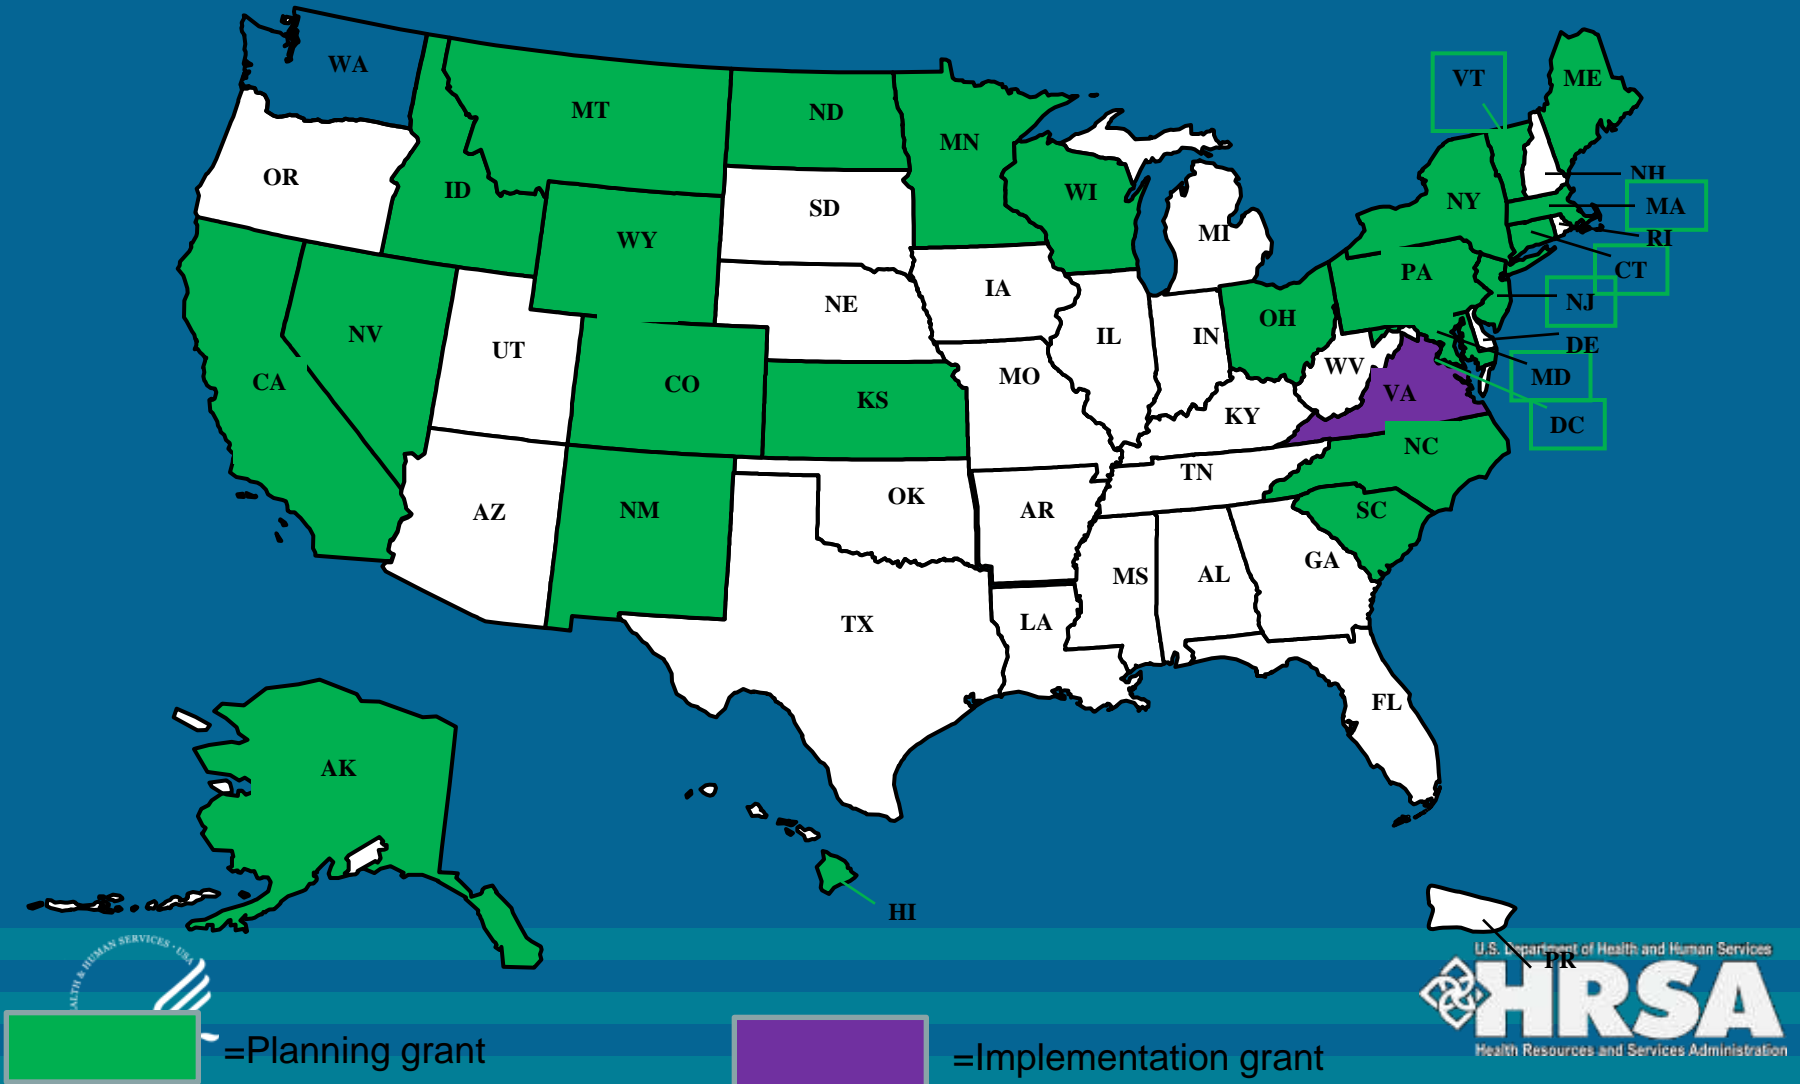 WA
MT
ND
MN
VT
ME
OR
ID
SD
WI
MI
NY
NH
MA
RI
WY
CT
PA
NJ
NE
IA
NV
UT
IL
IN
OH
DE
CA
CO
KS
MO
WV
MD
VA
KY
DC
NC
TN
AZ
NM
OK
AR
SC
MS
AL
GA
TX
LA
FL
AK
HI
PR
HUMAN SERVICES · USA
U.S. Department of Health and Human Services
HRSA
Health Resources and Services Administration
=Planning grant
=Implementation grant